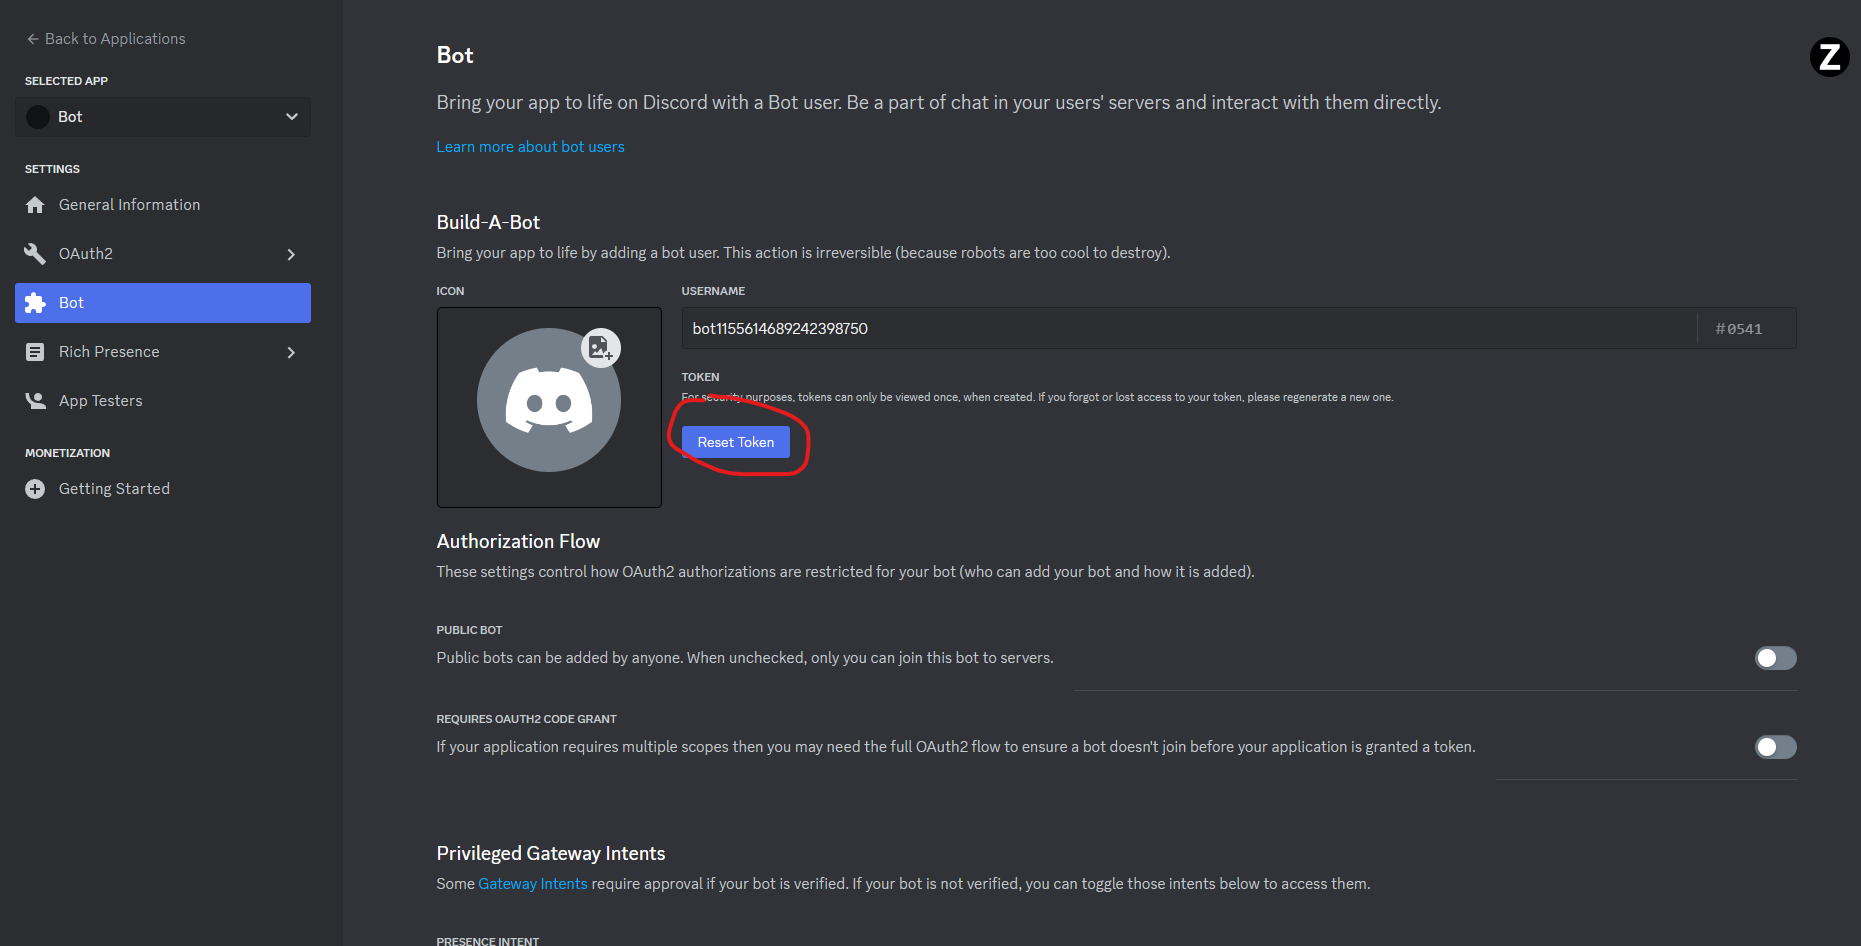 Back to Applications
SELECTED APP
Bot
SETTINGS
General Information
OAuth2
Bot
Rich Presence
App Testers
MONETIZATION
Getting Started
Z
Bot
Bring your app to life on Discord with a Bot user. Be a part of chat in your users' servers and interact with them directly.
Learn more about bot users
Build-A-Bot
Bring your app to life by adding a bot user. This action is irreversible (because robots are too cool to destroy).
ICON
USERNAME
bot1155614689242398750
#0541
TOKEN
For security purposes, tokens can only be viewed once, when created. If you forgot or lost access to your token, please regenerate a new one.
Reset Token
Authorization Flow
These settings control how OAuth2 authorizations are restricted for your bot (who can add your bot and how it is added).
PUBLIC BOT
Public bots can be added by anyone. When unchecked, only you can join this bot to servers.
REQUIRES OAUTH2 CODE GRANT
If your application requires multiple scopes then you may need the full OAuth2 flow to ensure a bot doesn't join before your application is granted a token.
Privileged Gateway Intents
Some Gateway Intents require approval if your bot is verified. If your bot is not verified, you can toggle those intents below to access them.
PRESENCE INTENT